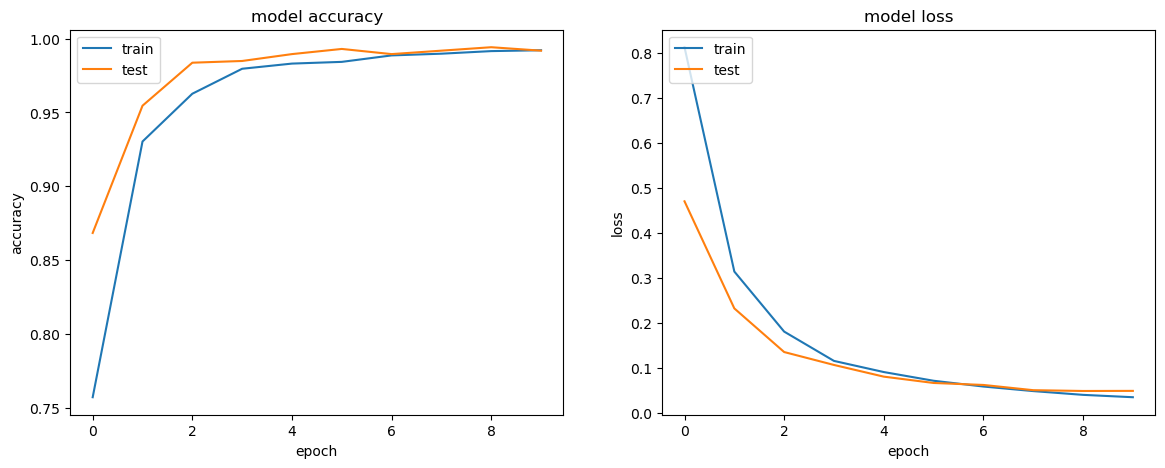 model accuracy
train
test
1.00
0.95
0.90
0.85
0.80
0.75
accuracy
0 2 4 6 8
epoch
model loss
train
test
0.8
0.7
0.6
0.5
0.4
0.3
0.2
0.1
0.0
loss
0 2 4 6 8
epoch